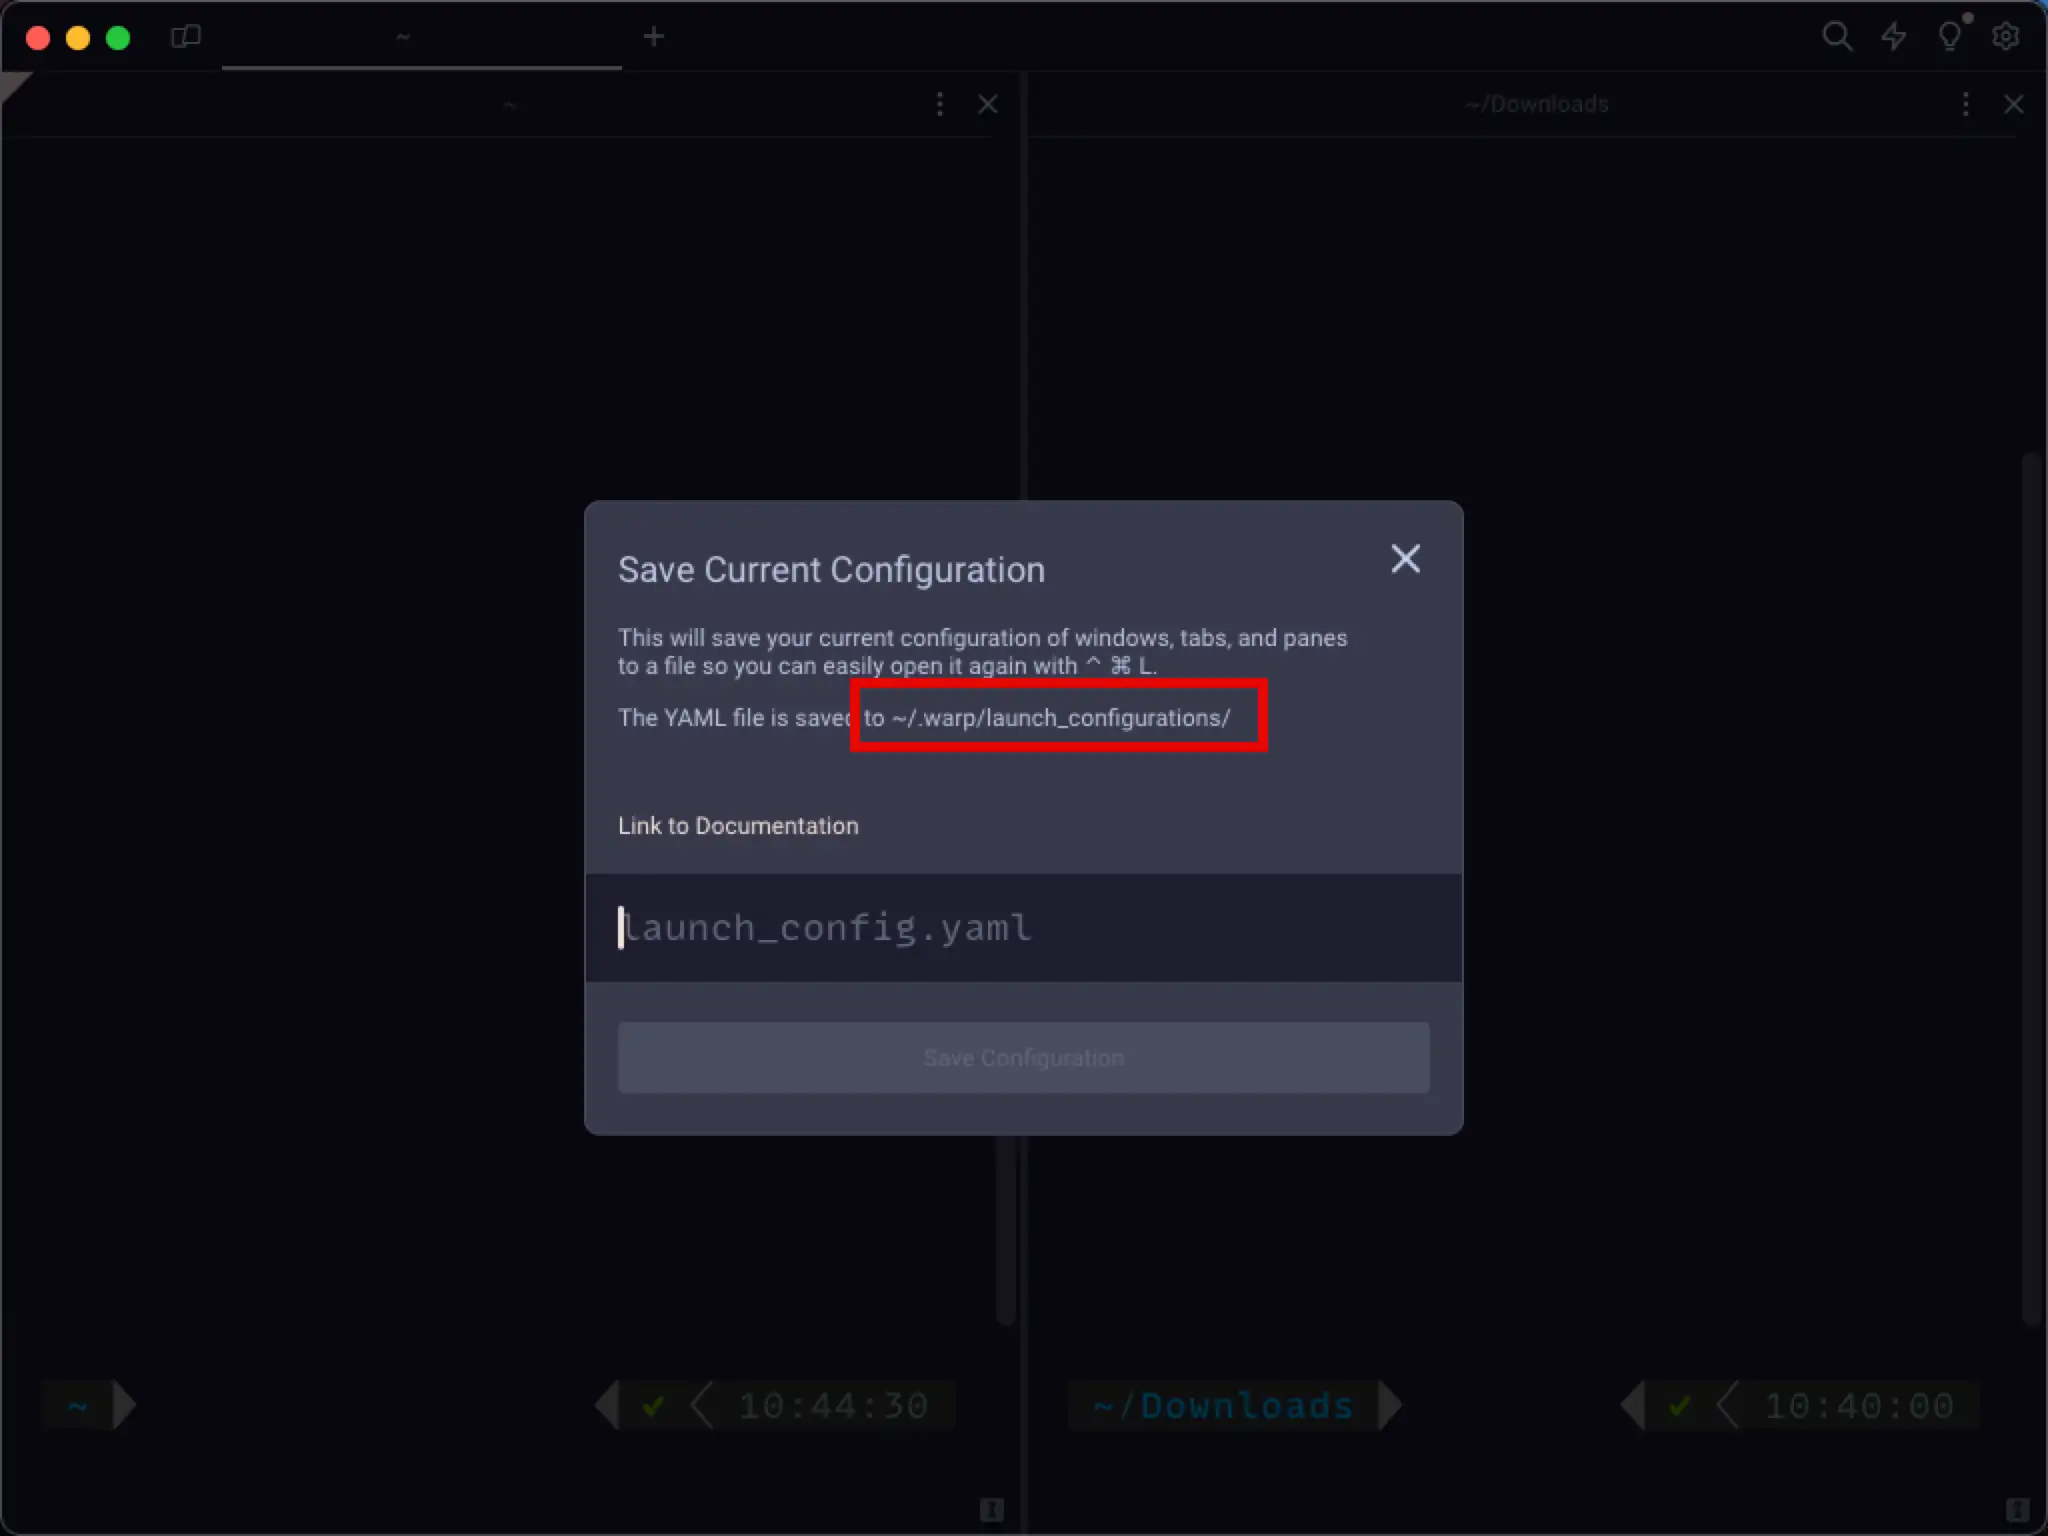 ~
~
~/Downloads
Save Current Configuration
This will save your current configuration of windows, tabs, and panes
to a file so you can easily open it again with ^ ⌘ L.
The YAML file is saved to ~/.warp/launch_configurations/
Link to Documentation
launch_config.yaml
Save Configuration
~
10:44:30
~/Downloads
10:40:00